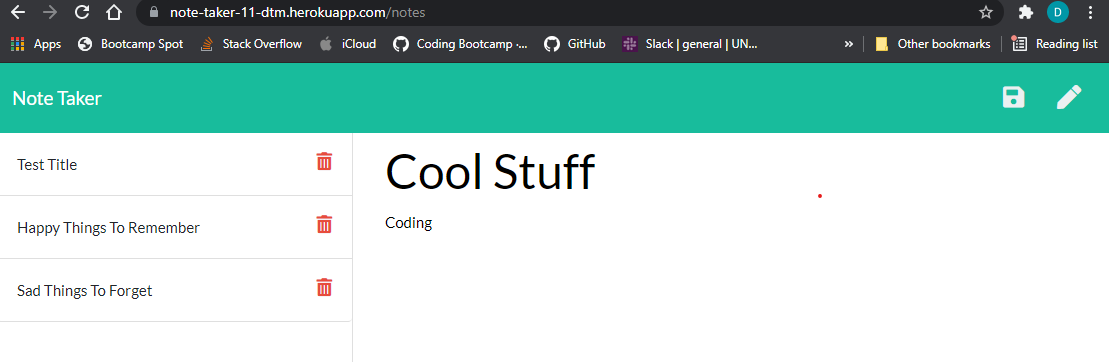 note-taker-11-dtm.herokuapp.com/notes
D
Apps Bootcamp Spot Stack Overflow iCloud Coding Bootcamp -... GitHub Slack | general | UN... » Other bookmarks Reading list
Note Taker
Test Title
Happy Things To Remember
Sad Things To Forget
Cool Stuff
Coding